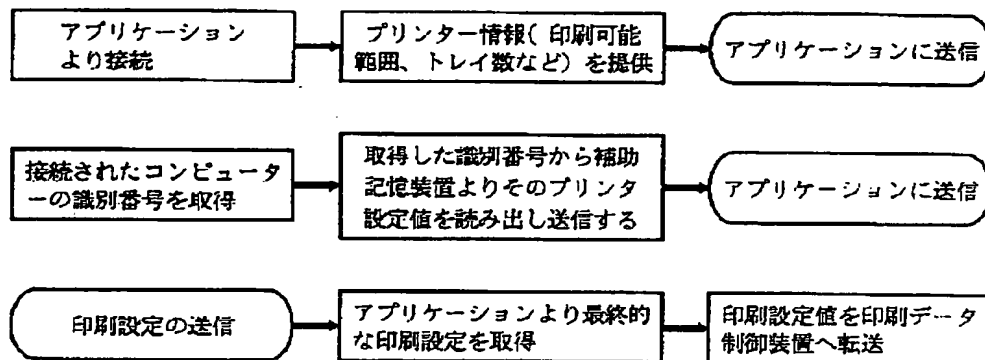 アプリケーション
より接続
プリンター情報(印刷可能
範囲、トレイ数など)を提供
アプリケーションに送信
接続されたコンピュータ
ーの識別番号を取得
取得した識別番号から補助
記憶装置よりそのプリンタ
設定値を読み出し送信する
アプリケーションに送信
印刷設定の送信
アプリケーションより最終的
な印刷設定を取得
印刷設定値を印刷データ
制御装置へ転送